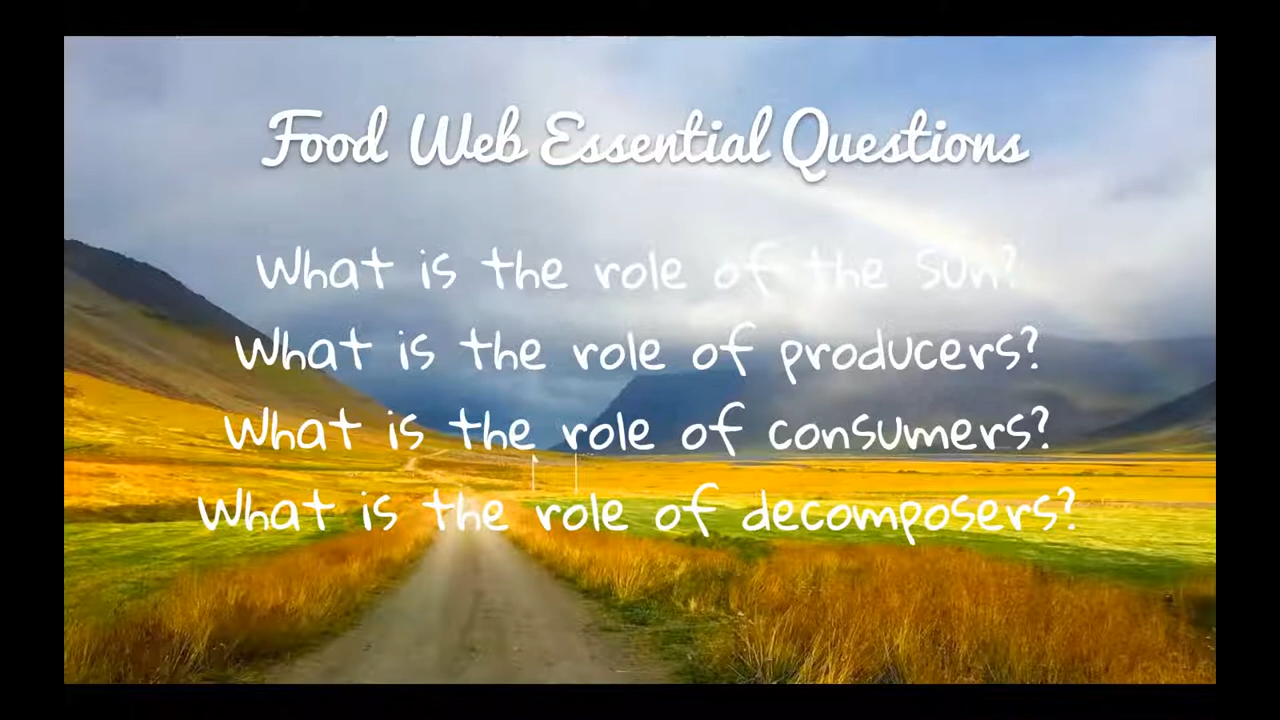 Food Web Essential Questions
What is the role of the sun?
What is the role of producers?
What is the role of consumers?
What is the role of decomposers?